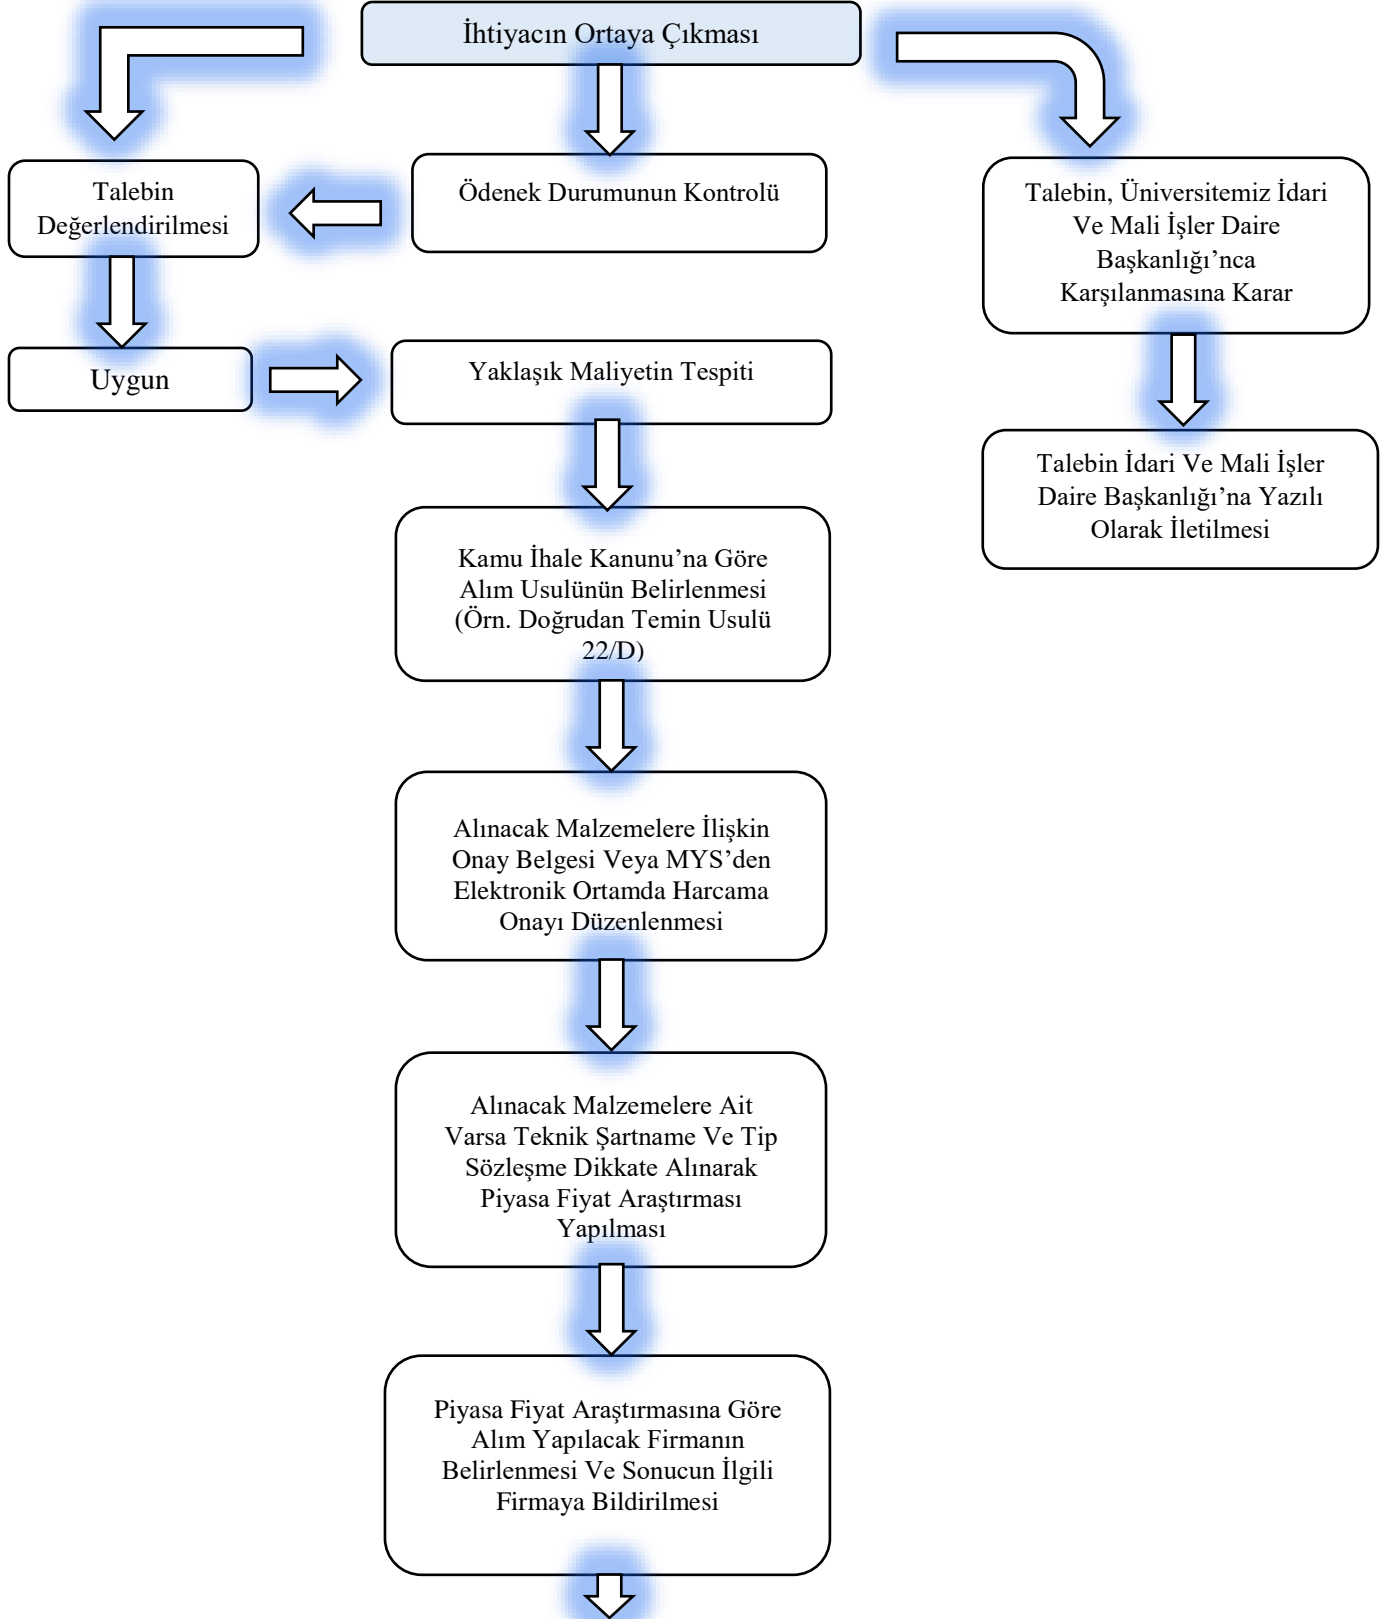 İhtiyacın Ortaya Çıkması
Talebin
Değerlendirilmesi
Ödenek Durumunun Kontrolü
Talebin, Üniversitemiz İdari
Ve Mali İşler Daire
Başkanlığı’nca
Karşılanmasına Karar
Uygun
Yaklaşık Maliyetin Tespiti
Talebin İdari Ve Mali İşler
Daire Başkanlığı’na Yazılı
Olarak İletilmesi
Kamu İhale Kanunu’na Göre
Alım Usulünün Belirlenmesi
(Örn. Doğrudan Temin Usulü
22/D)
Alınacak Malzemelere İlişkin
Onay Belgesi Veya MYS’den
Elektronik Ortamda Harcama
Onayı Düzenlenmesi
Alınacak Malzemelere Ait
Varsa Teknik Şartname Ve Tip
Sözleşme Dikkate Alınarak
Piyasa Fiyat Araştırması
Yapılması
Piyasa Fiyat Araştırmasına Göre
Alım Yapılacak Firmanın
Belirlenmesi Ve Sonucun İlgili
Firmaya Bildirilmesi